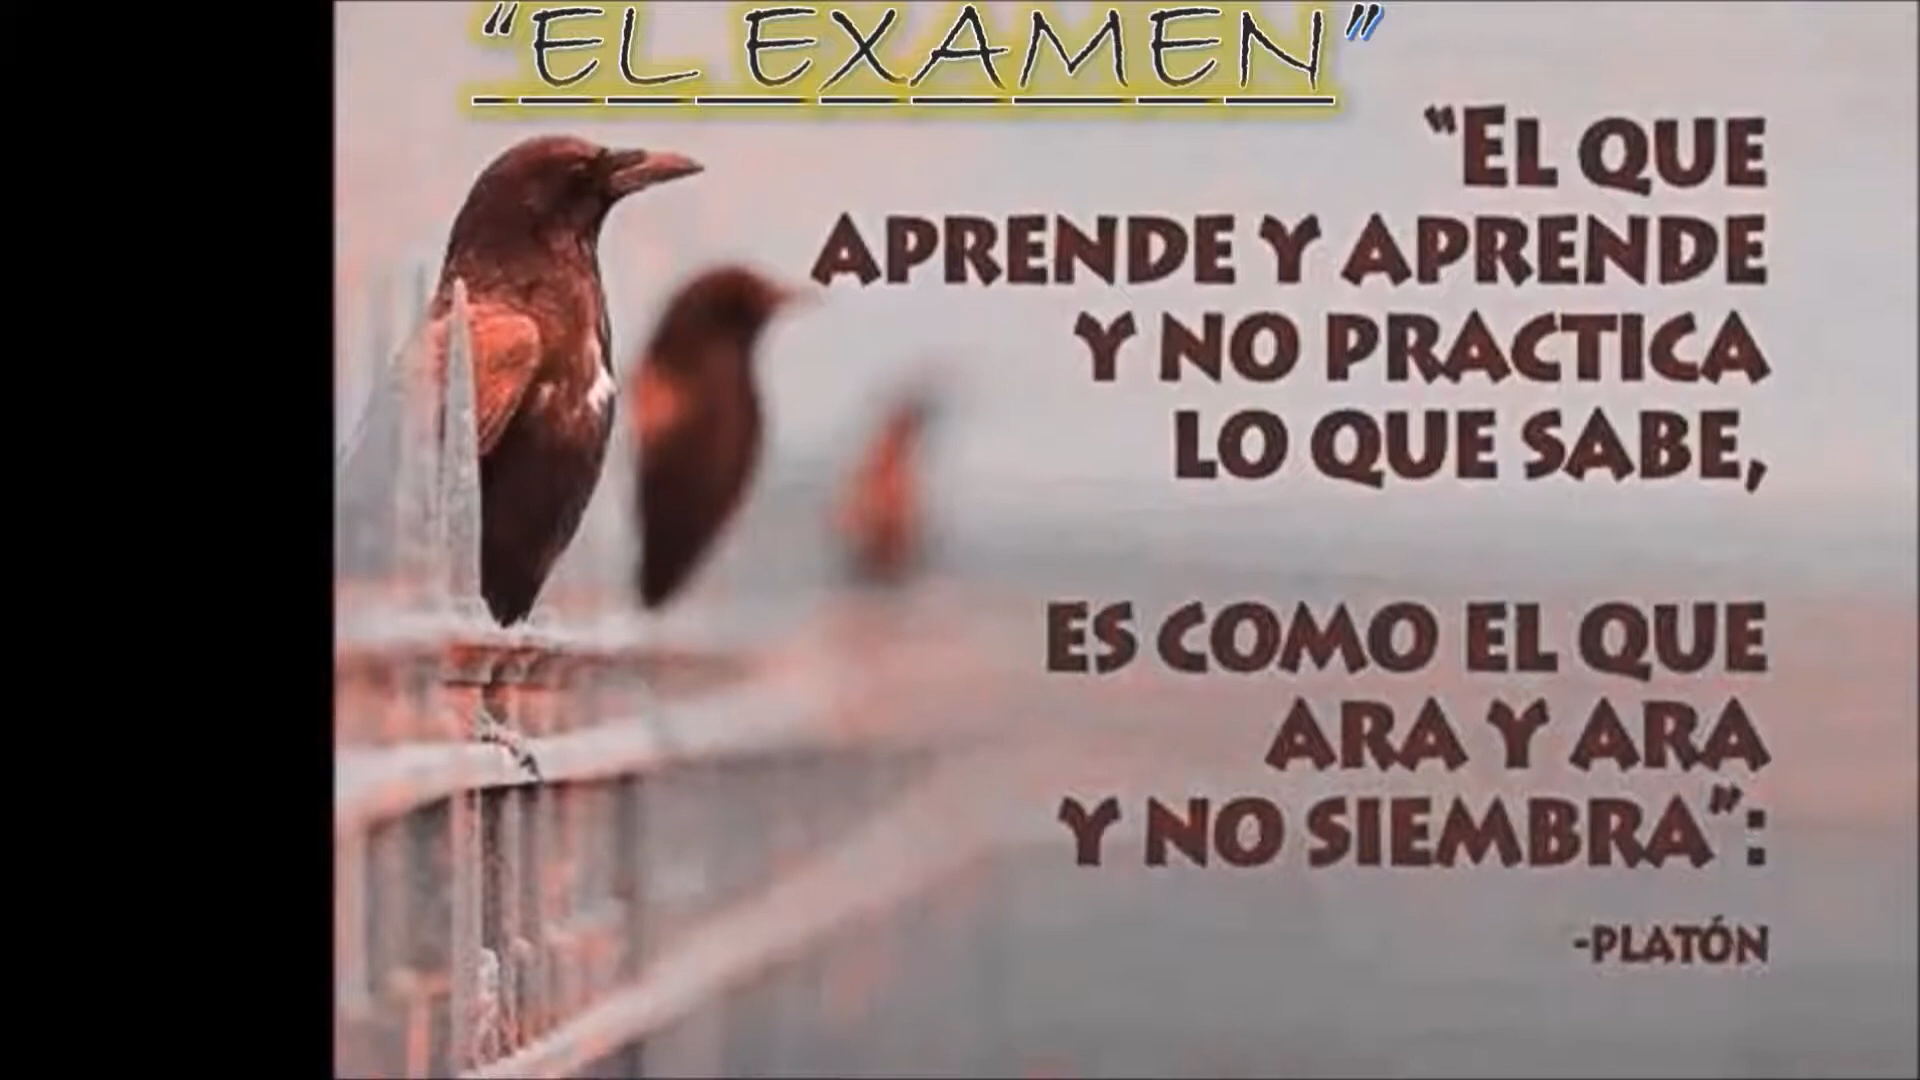 “EL EXAMEN”
“EL QUE
APRENDE Y APRENDE
Y NO PRACTICA
LO QUE SABE,
ES COMO EL QUE
ARA Y ARA
Y NO SIEMBRA”:
-PLATÓN